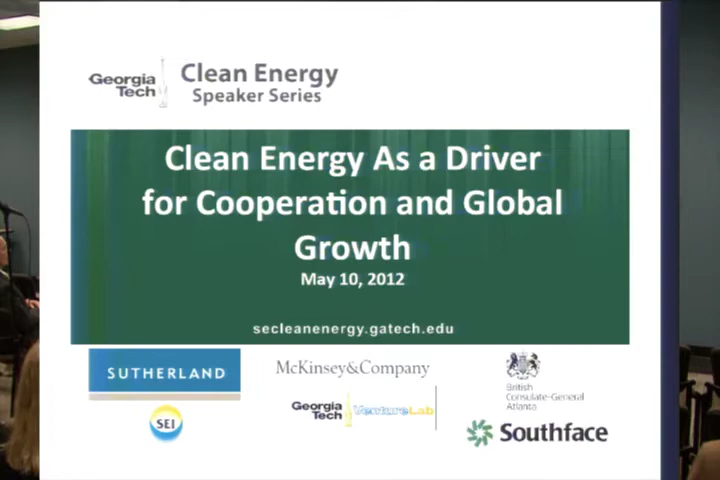 Georgia Tech
Clean Energy
Speaker Series
Clean Energy As a Driver
for Cooperation and Global
Growth
May 10, 2012
secleanenergy.gatech.edu
SUTHERLAND
McKinsey&Company
British
Consulate-General
Atlanta
SEI
Georgia Tech
VentureLab
Southface